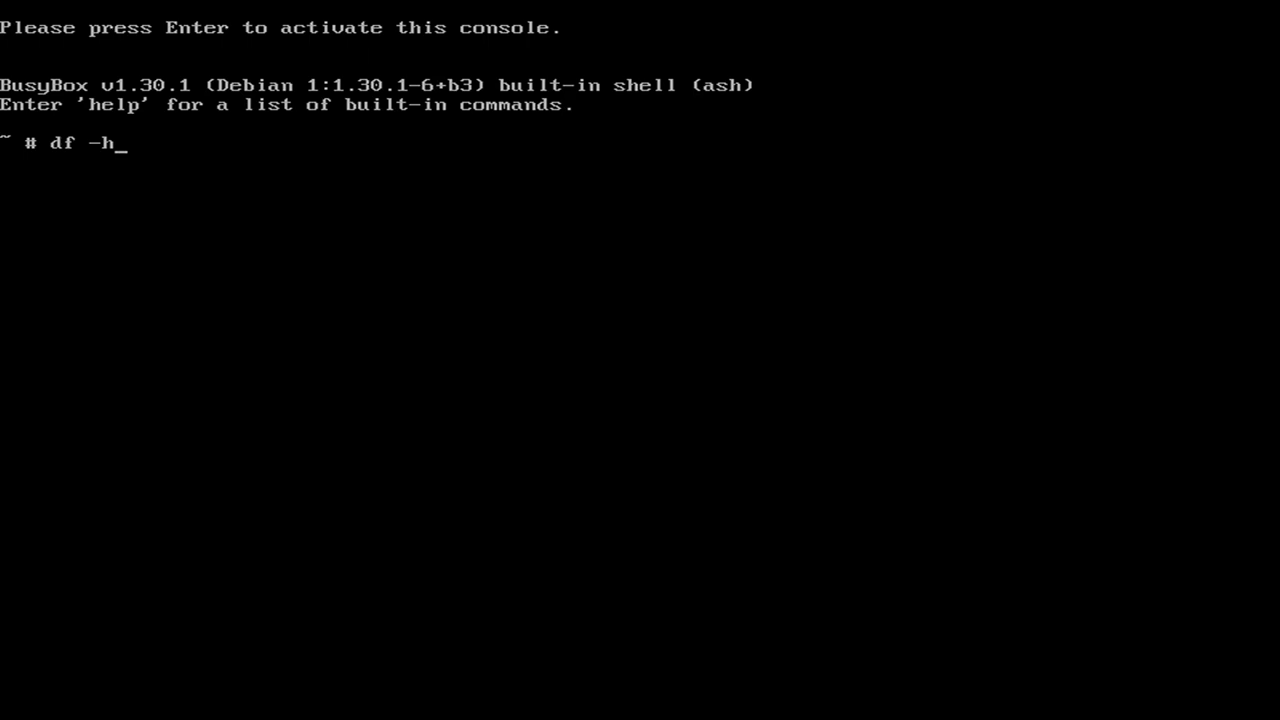 Please press Enter to activate this console.
BusyBox v1.30.1 (Debian 1:1.30.1-6+b3) built-in shell (ash)
Enter 'help' for a list of built-in commands.
~ # df -h_